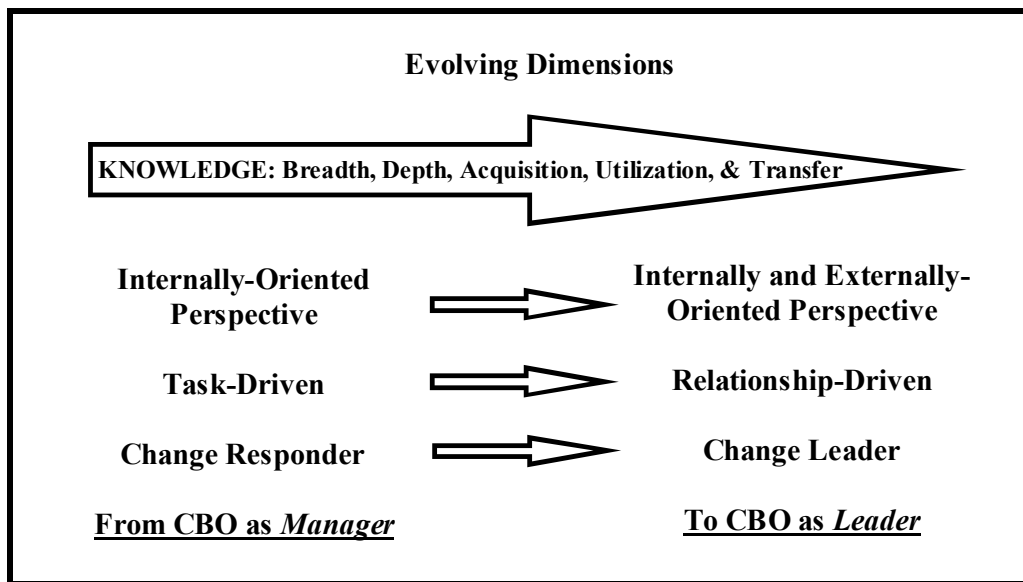 Evolving Dimensions
KNOWLEDGE: Breadth, Depth, Acquisition, Utilization, & Transfer
Internally-Oriented
Perspective
Internally and Externally-
Oriented Perspective
Task-Driven
Relationship-Driven
Change Responder
Change Leader
From CBO as Manager
To CBO as Leader